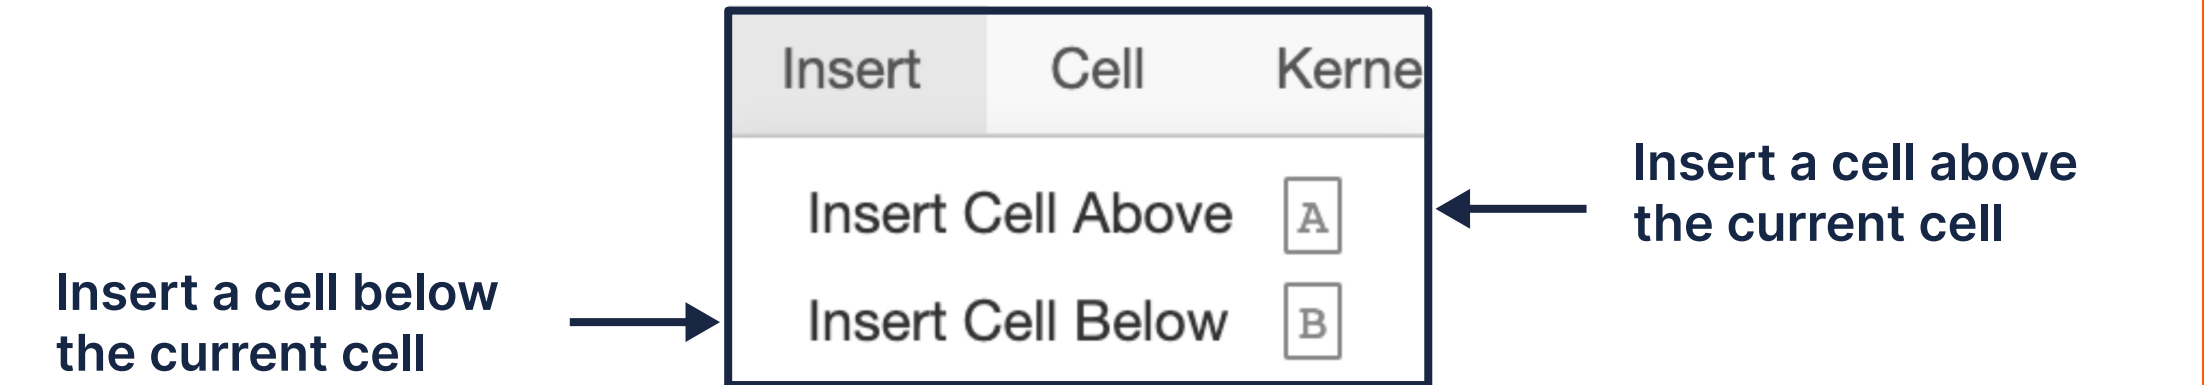 Insert Cell Kerne
Insert Cell Above A
Insert a cell above
the current cell
Insert Cell Below B
Insert a cell below
the current cell